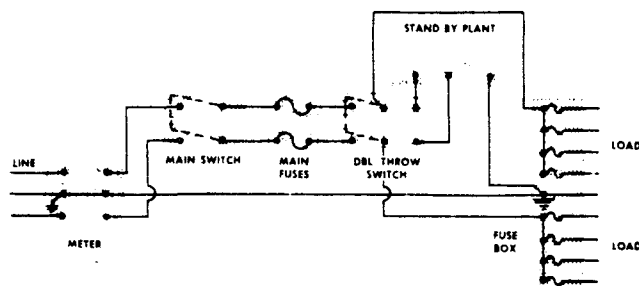 STAND BY PLANT
LINE
MAIN SWITCH
MAIN
FUSES
DBL THROW
SWITCH
LOAD
METER
FUSE
BOX
LOAD